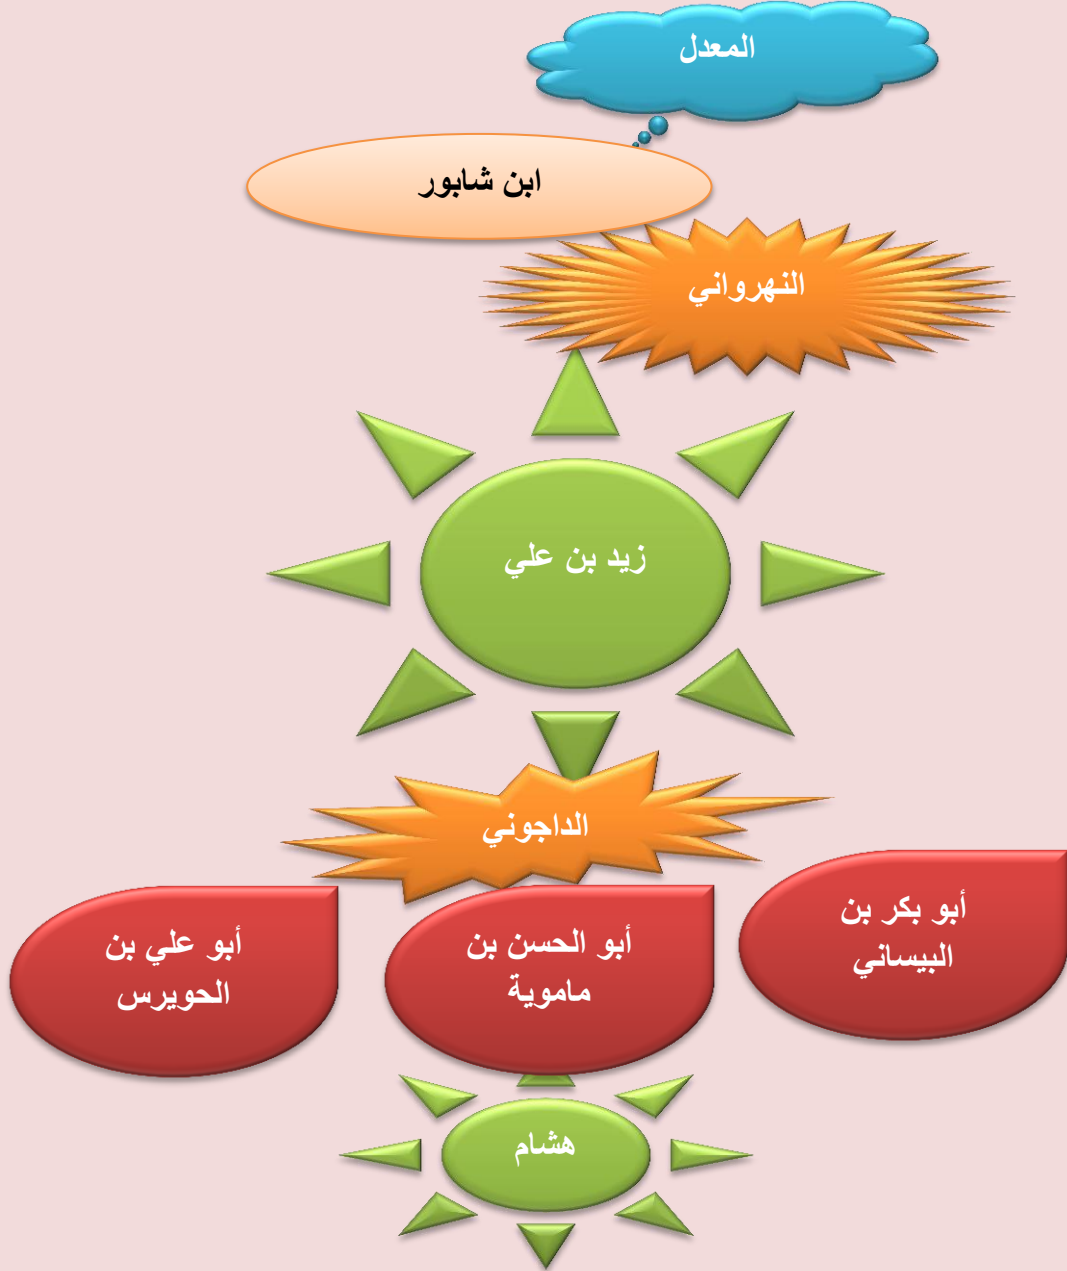 المعدل
ابن شابور
النهرواني
زيد بن علي
الداجوني
أبو بكر بن
البيساني
أبو الحسن بن
ماموية
أبو علي بن
الحويرس
هشام